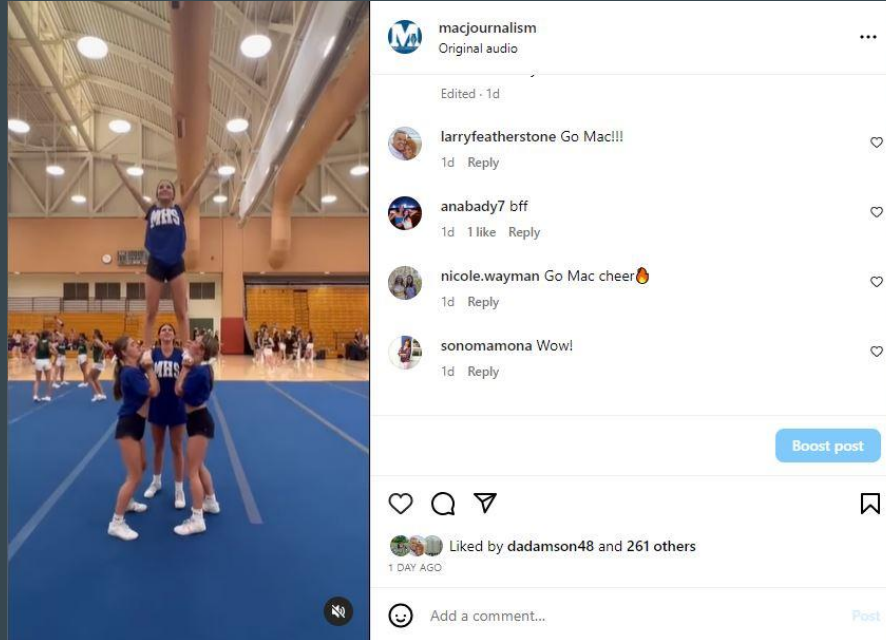 macjournalism
Original audio
Edited · 1d
larryfeatherstone Go Mac!!!
1d Reply
anabady7 bff
1d 1 like Reply
nicole.wayman Go Mac cheer🔥
1d Reply
sonomamona Wow!
1d Reply
Boost post
Liked by dadamson48 and 261 others
1 DAY AGO
Add a comment...
Post
MHS
MHS